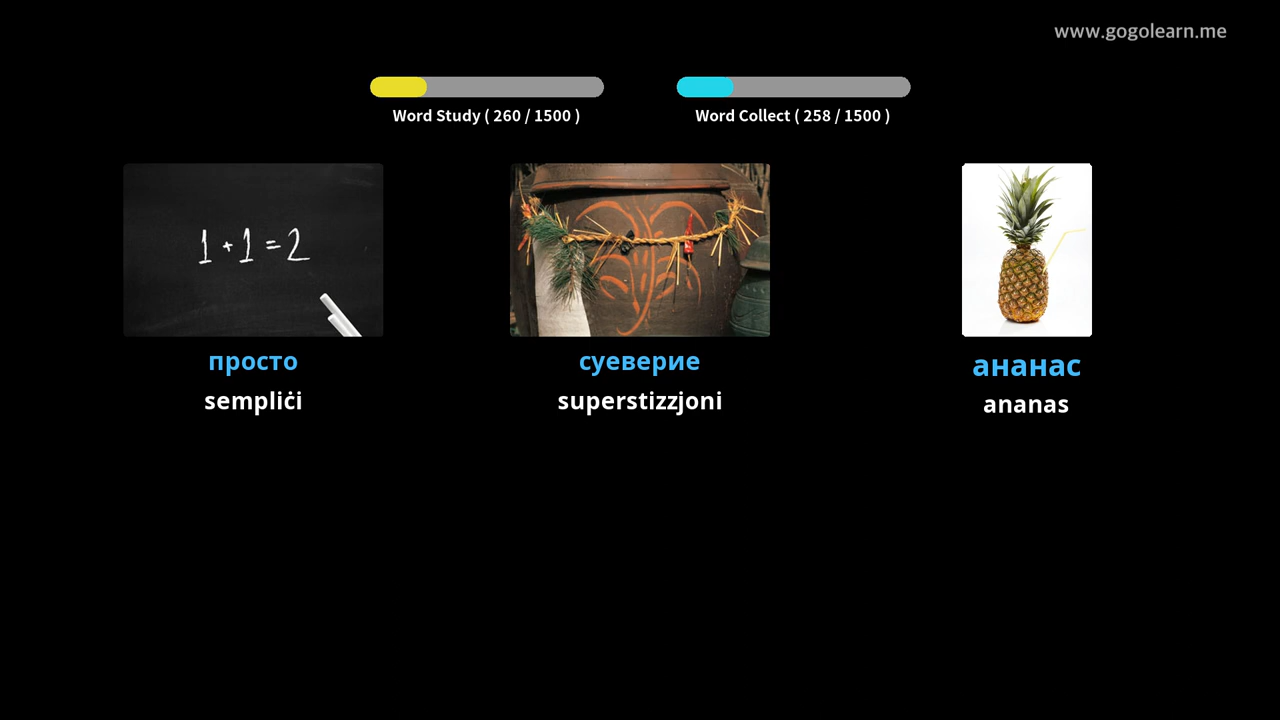 www.gogolearn.me
Word Study ( 260 / 1500 )
Word Collect ( 258 / 1500 )
1 + 1 = 2
просто
суеверие
ананас
sempliċi
superstizzjoni
ananas